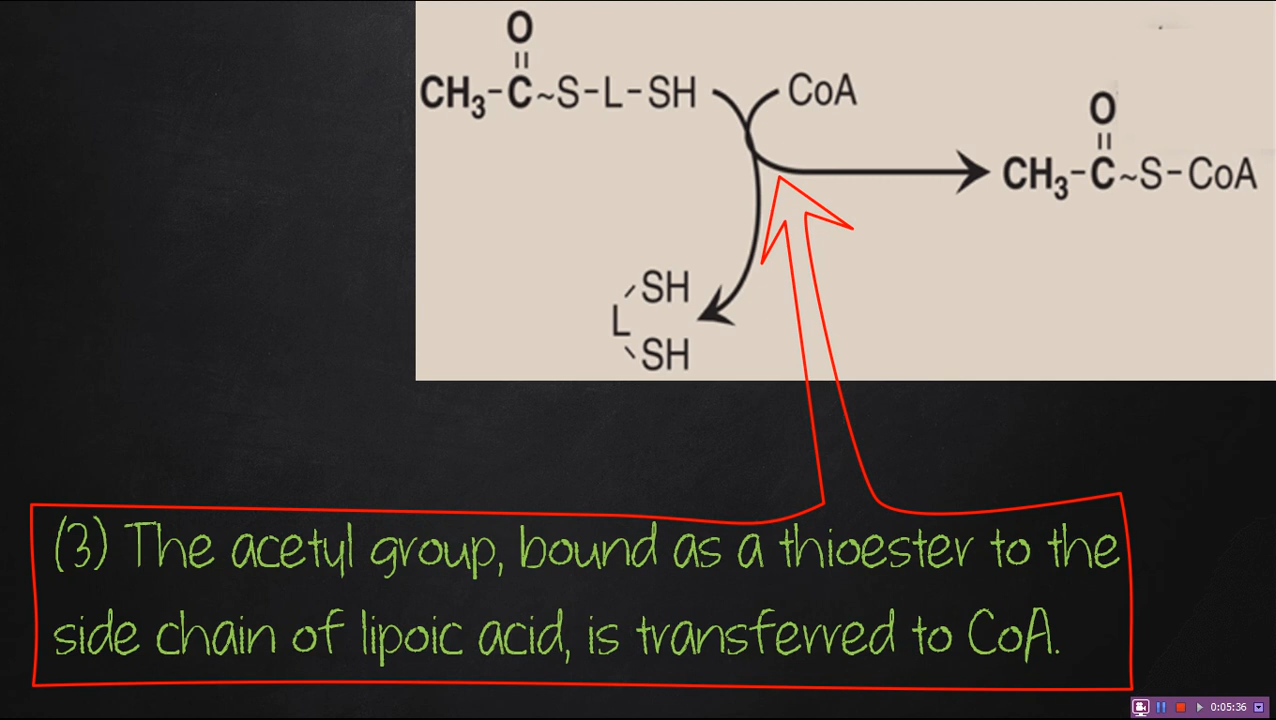 O
CH₃-C~S-L-SH
CoA
O
CH₃-C~S-CoA
SH
L
SH
(3) The acetyl group, bound as a thioester to the
side chain of lipoic acid, is transferred to CoA.
0:05:36